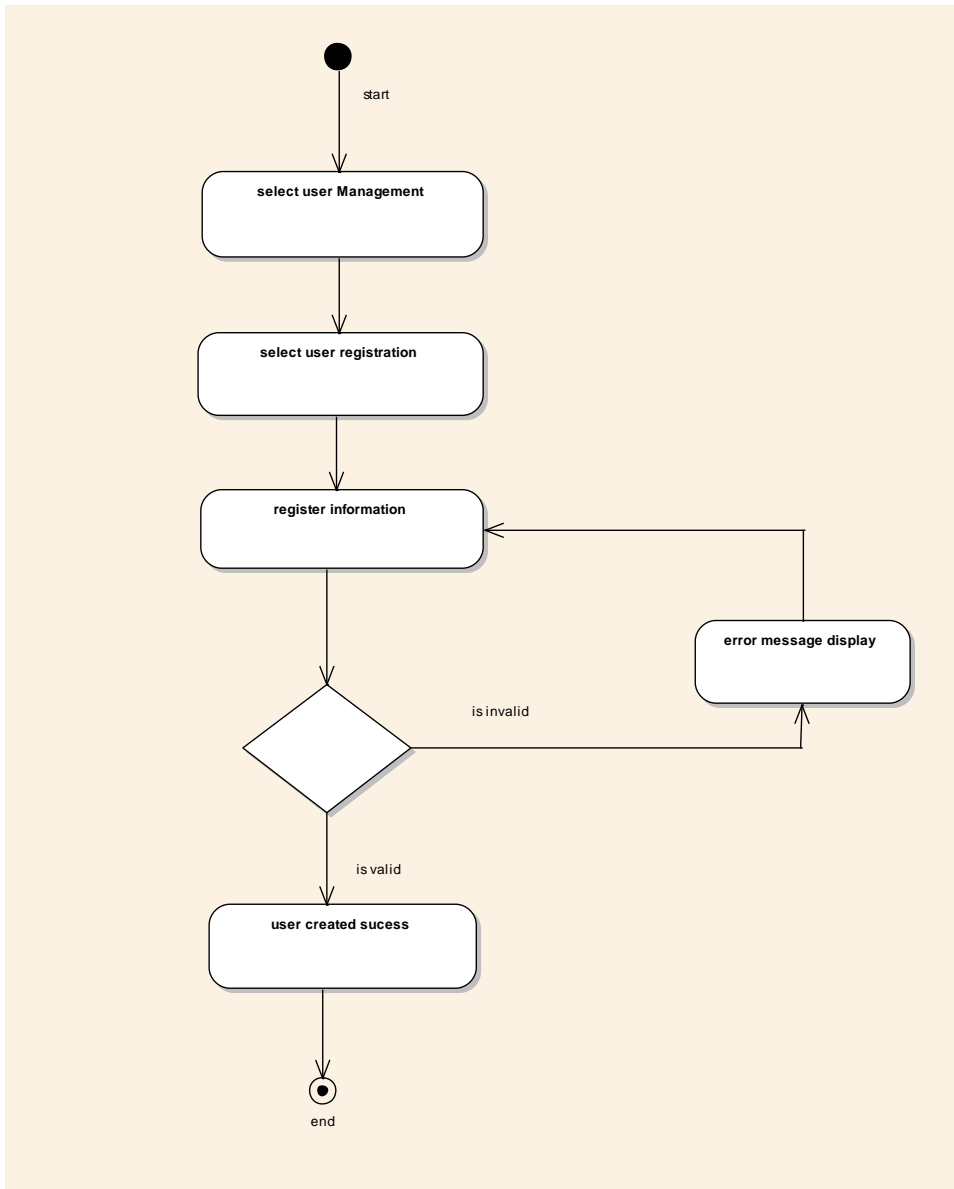 start
select user Management
select user registration
register information
error message display
is invalid
is valid
user created sucess
end